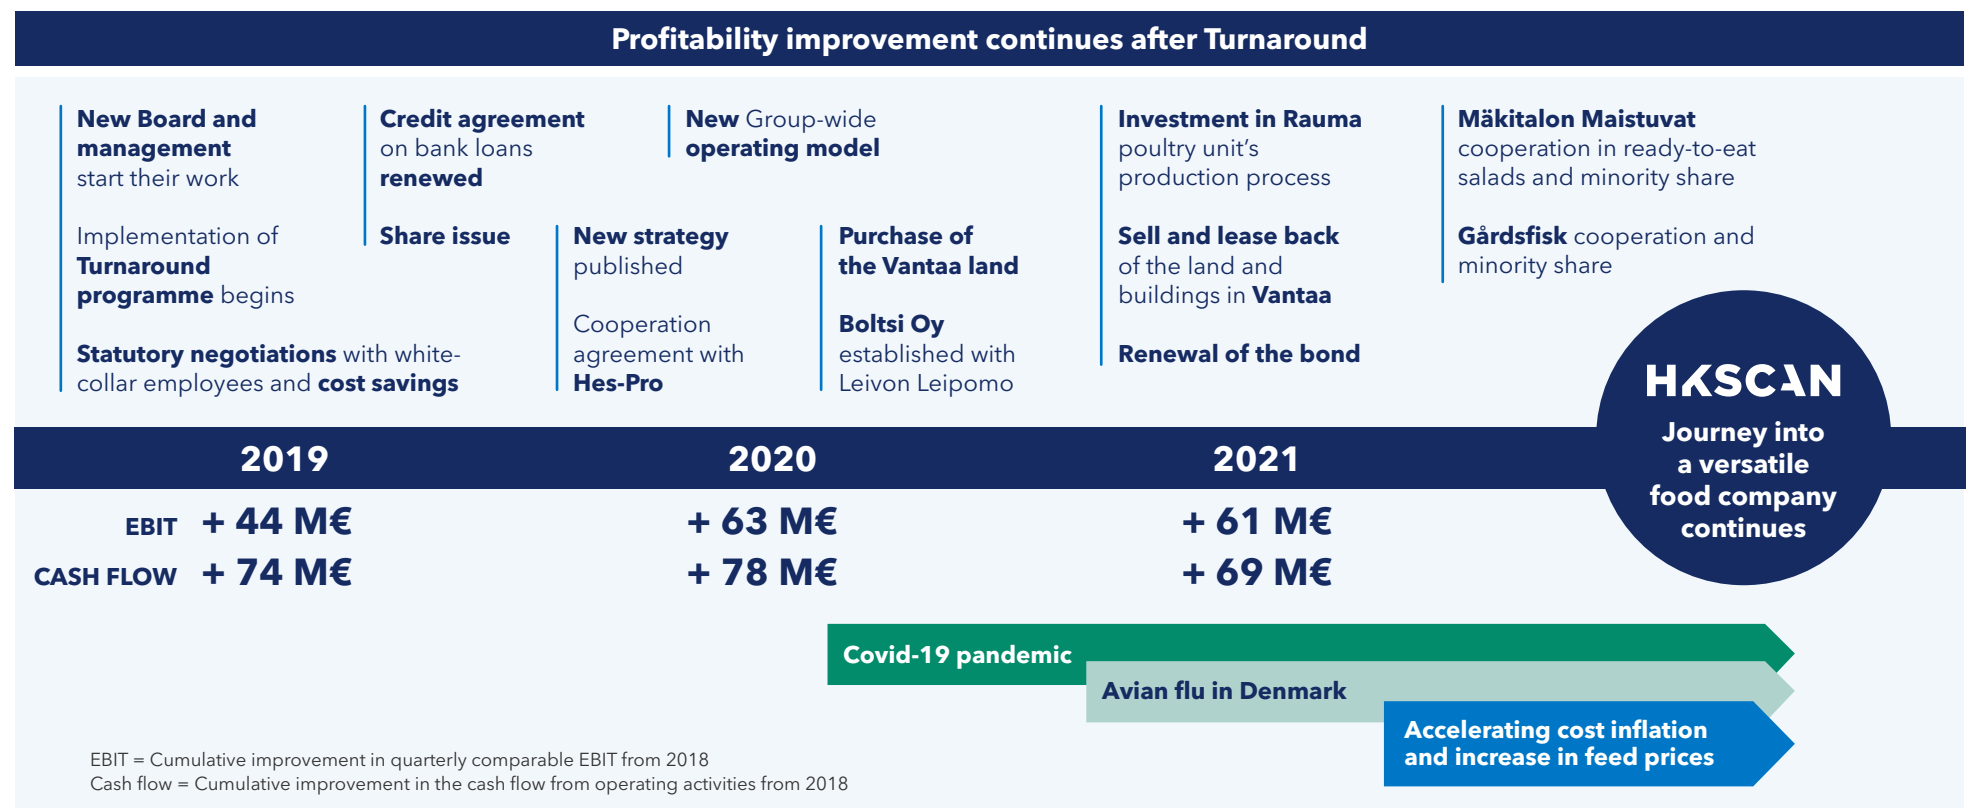 Profitability improvement continues after Turnaround
New Board and
management
start their work
Implementation of
Turnaround
programme begins
Statutory negotiations with white-
collar employees and cost savings
Credit agreement
on bank loans
renewed
Share issue
New strategy
published
Cooperation
agreement with
Hes-Pro
New Group-wide
operating model
Purchase of
the Vantaa land
Boltsi Oy
established with
Leivon Leipomo
Investment in Rauma
poultry unit’s
production process
Sell and lease back
of the land and
buildings in Vantaa
Renewal of the bond
Mäkitalon Maistuvat
cooperation in ready-to-eat
salads and minority share
Gårdsfisk cooperation and
minority share
HKSCAN
Journey into
a versatile
food company
continues
2019 2020 2021
EBIT + 44 M€ + 63 M€ + 61 M€
CASH FLOW + 74 M€ + 78 M€ + 69 M€
Covid-19 pandemic
Avian flu in Denmark
Accelerating cost inflation
and increase in feed prices
EBIT = Cumulative improvement in quarterly comparable EBIT from 2018
Cash flow = Cumulative improvement in the cash flow from operating activities from 2018